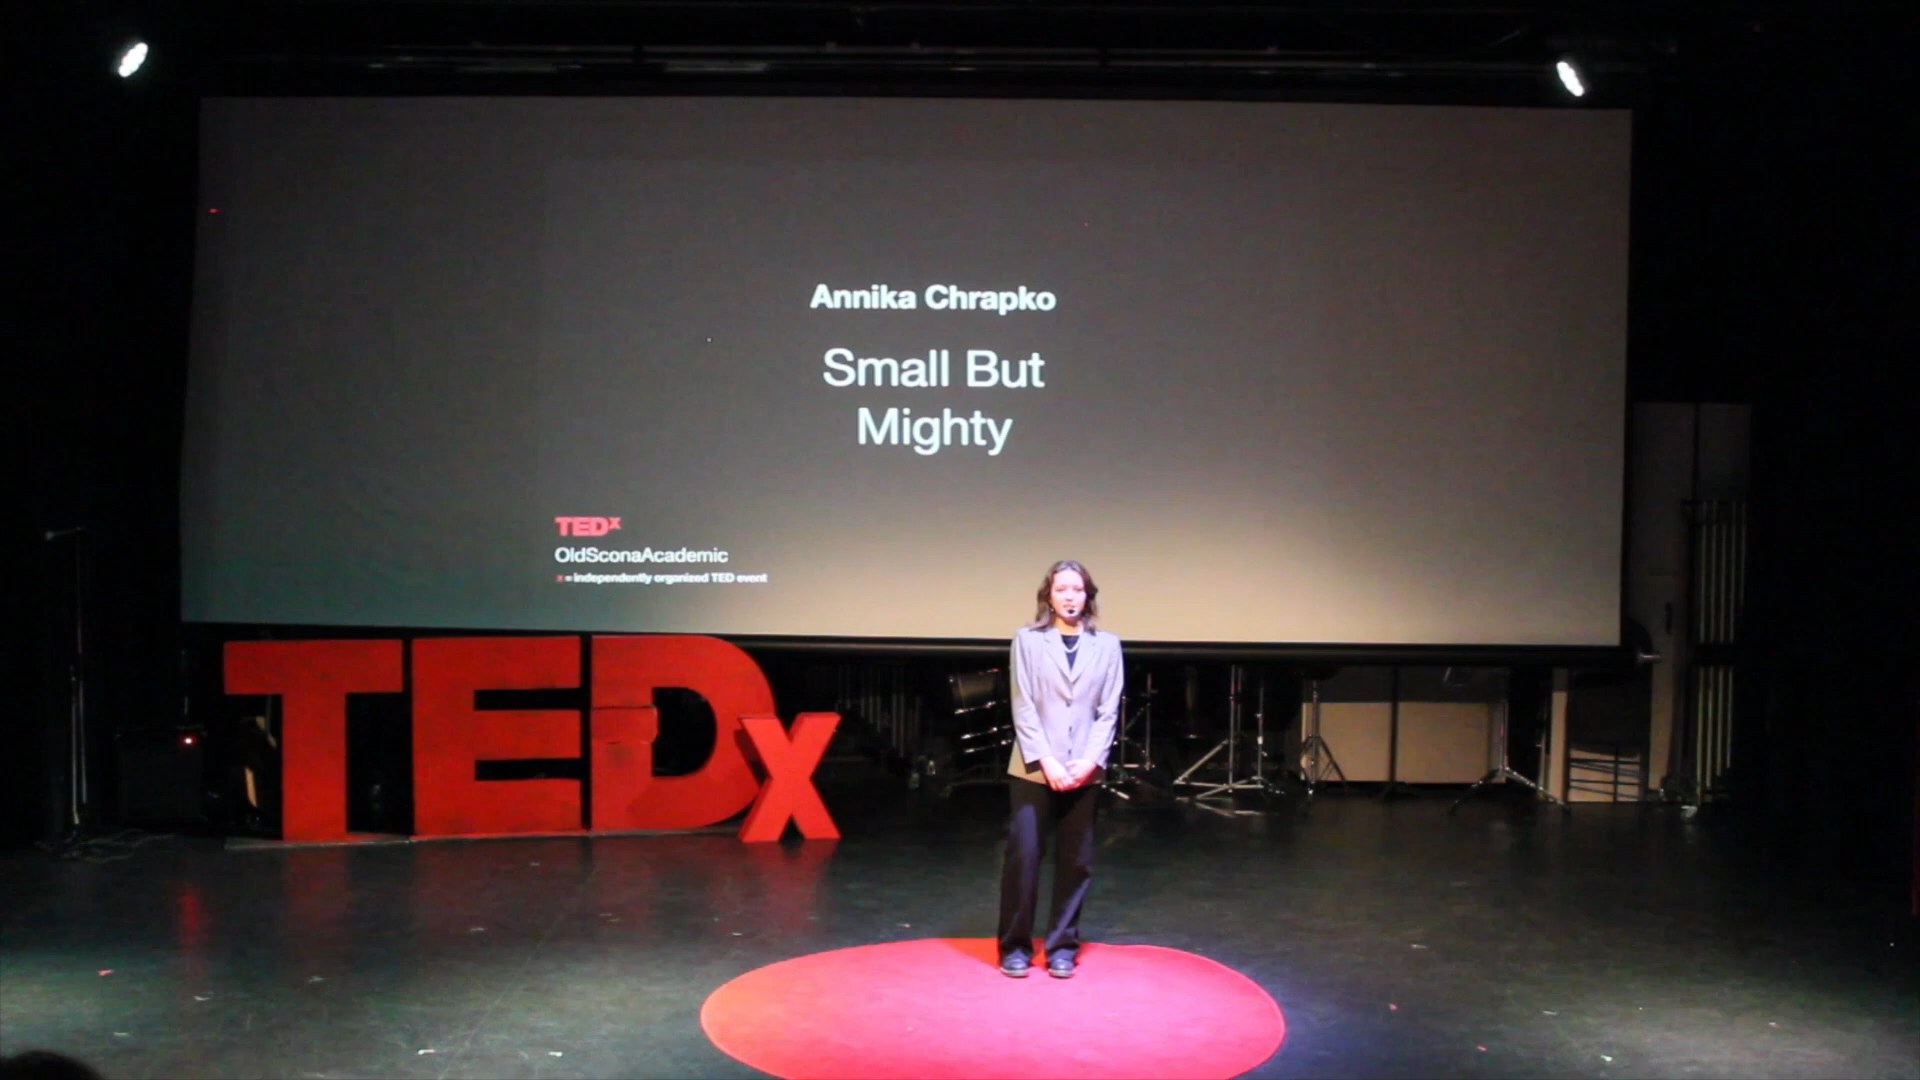 Annika Chrapko
Small But
Mighty
TEDx
OldSconaAcademic
x = independently organized TED event
TEDx